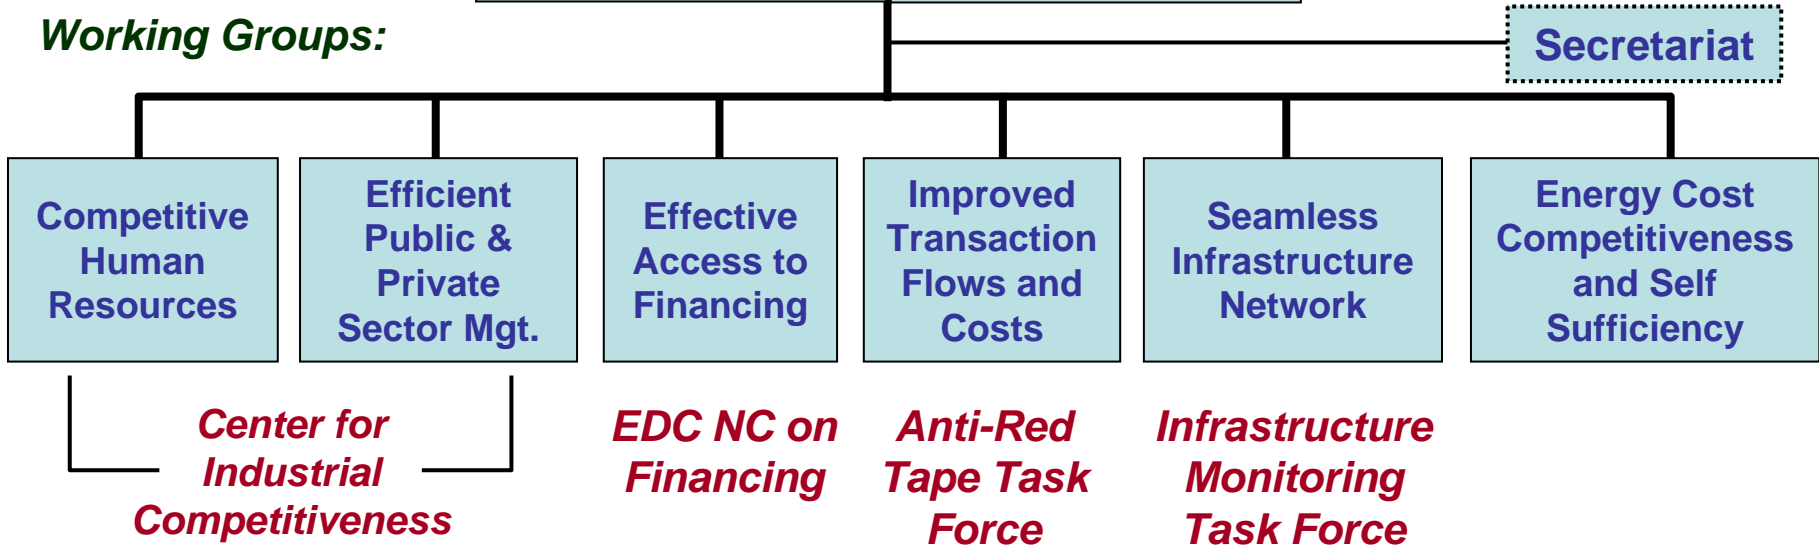 Working Groups:
Secretariat
Competitive
Human
Resources
Efficient
Public &
Private
Sector Mgt.
Effective
Access to
Financing
Improved
Transaction
Flows and
Costs
Seamless
Infrastructure
Network
Energy Cost
Competitiveness
and Self
Sufficiency
Center for
Industrial
Competitiveness
EDC NC on
Financing
Anti-Red
Tape Task
Force
Infrastructure
Monitoring
Task Force